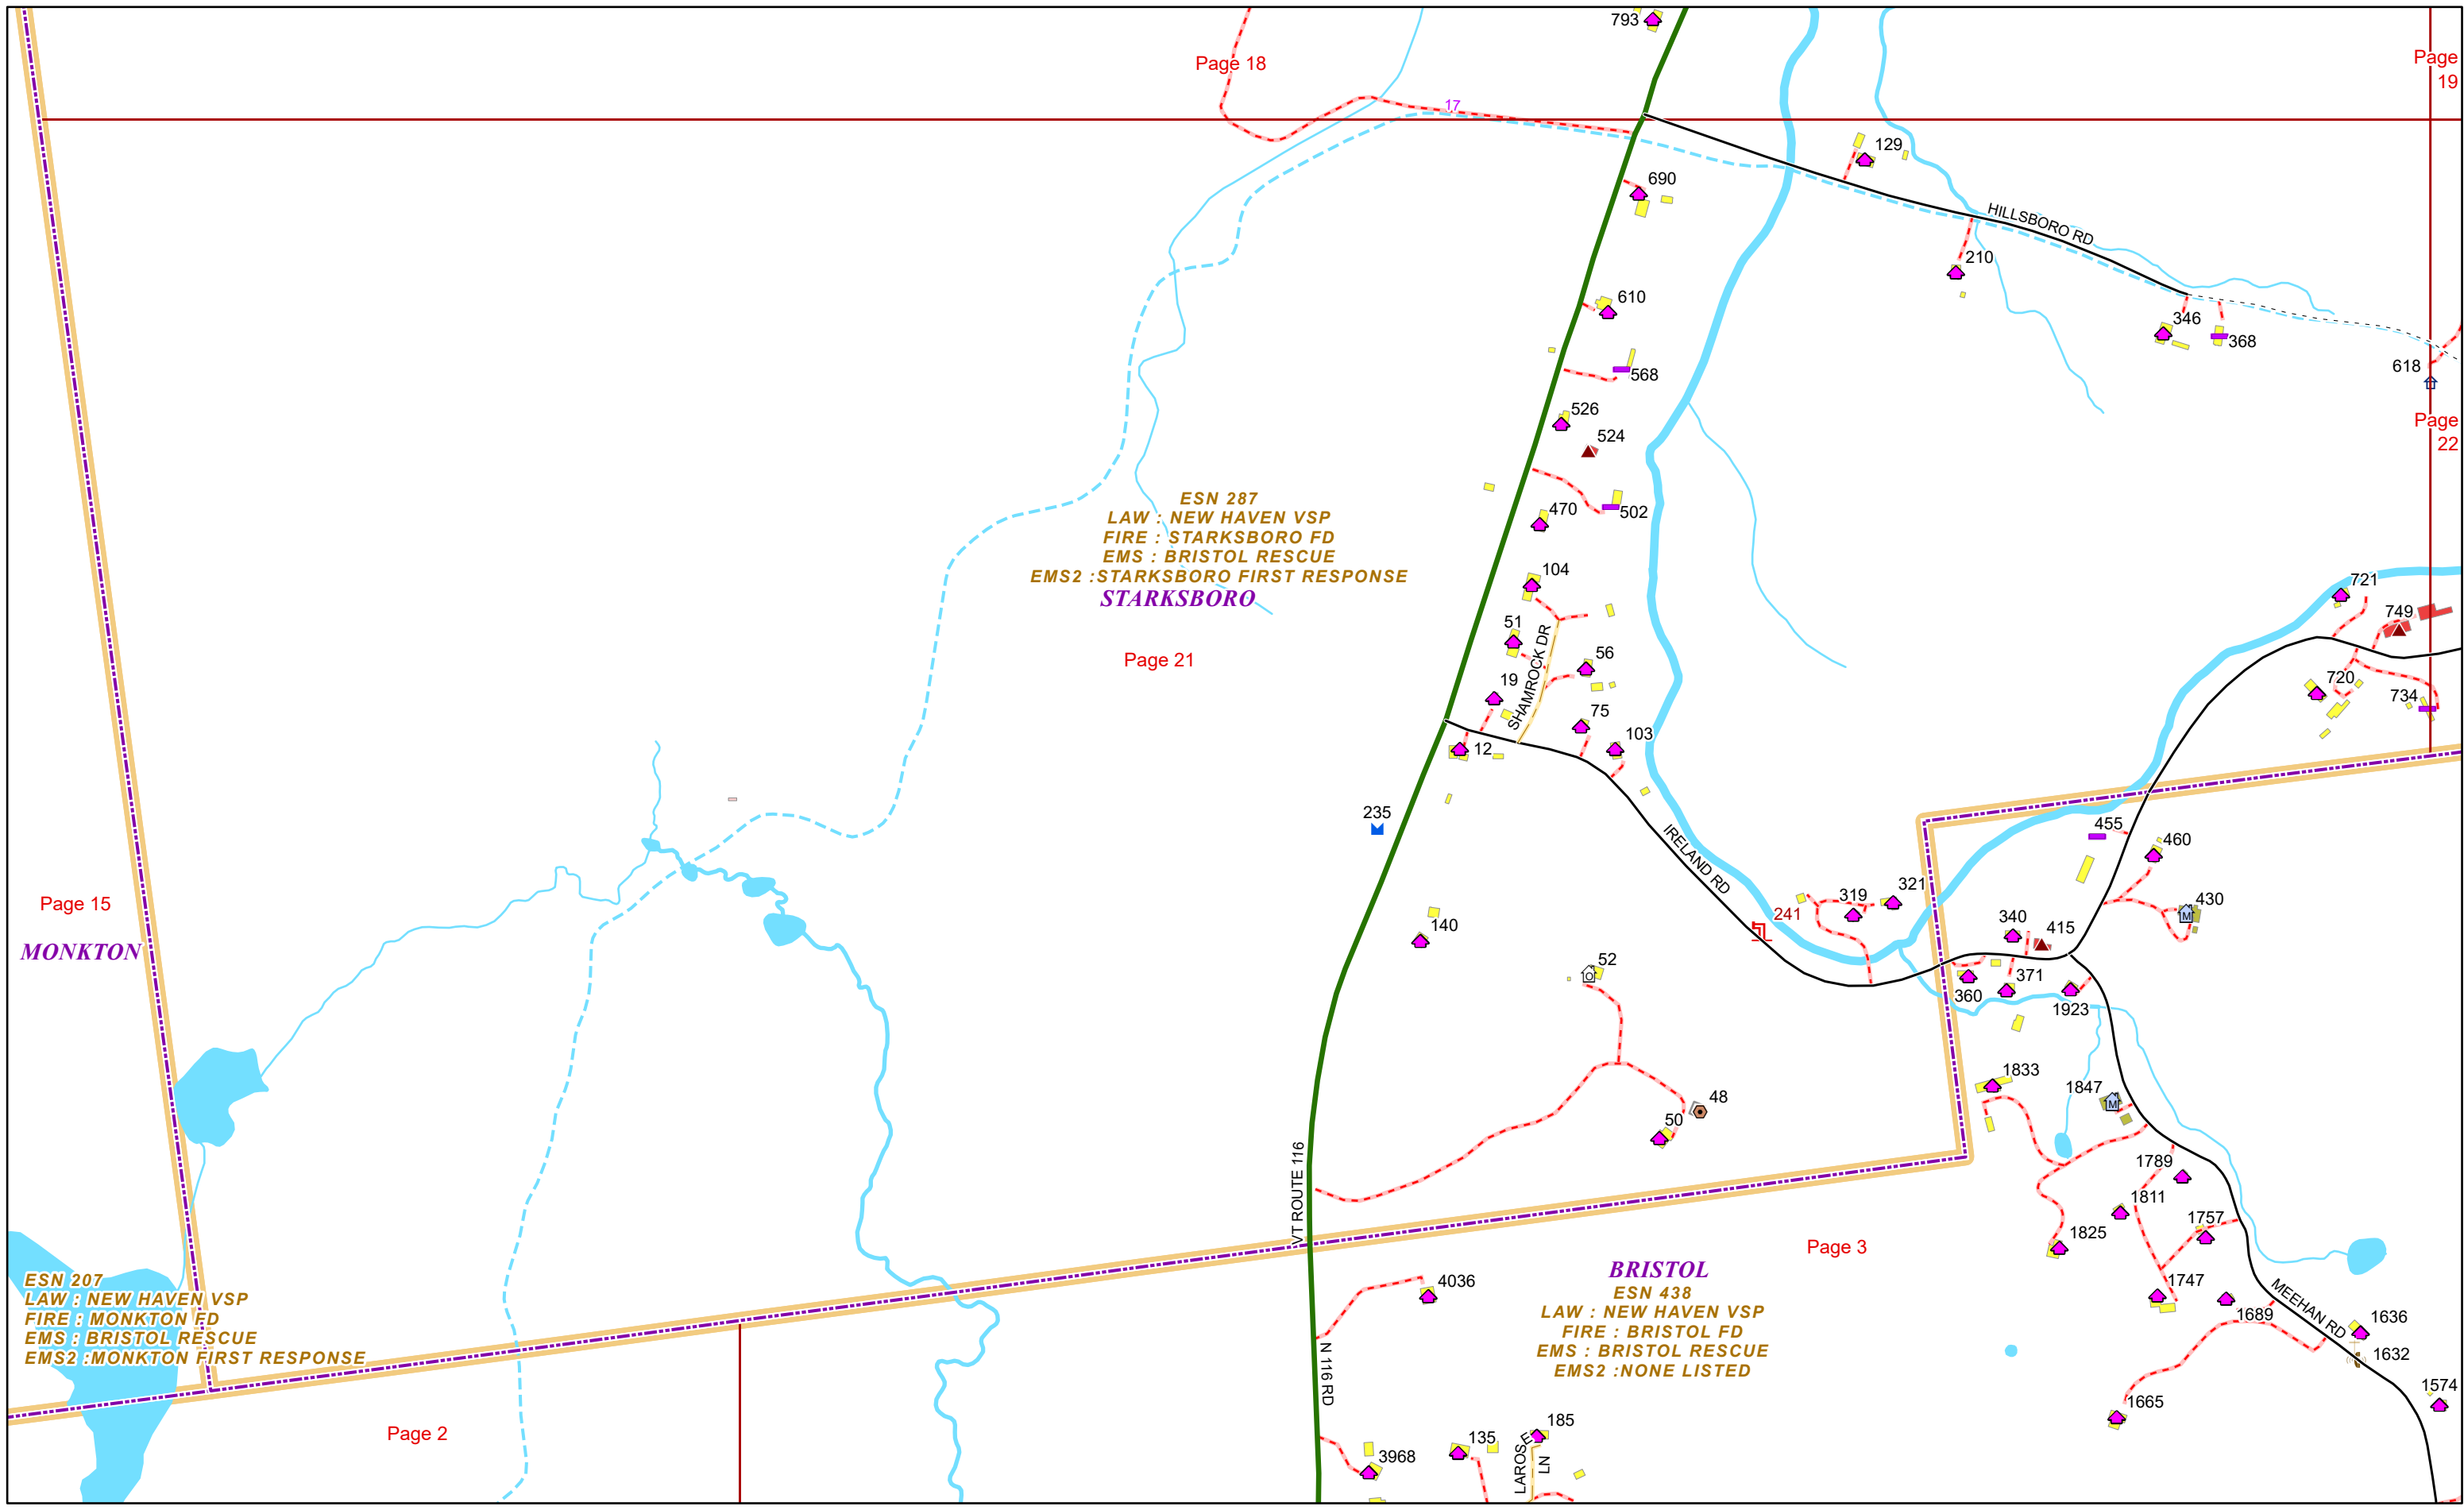 793
Page 18
Page
19
17
129
690
HILLSBORO RD
210
610
346
368
568
618
526
524
Page
22
ESN 287
LAW : NEW HAVEN VSP
FIRE : STARKSBORO FD
EMS : BRISTOL RESCUE
EMS2 :STARKSBORO FIRST RESPONSE
STARKSBORO
470
502
104
721
749
51
SHAMROCK DR
56
Page 21
19
720
734
75
103
12
235
IRELAND RD
455
460
319
321
430
Page 15
241
140
340
415
MONKTON
52
360
371
1923
1833
1847
48
50
VT ROUTE 116
1789
1811
1757
1825
Page 3
BRISTOL
ESN 438
LAW : NEW HAVEN VSP
FIRE : BRISTOL FD
EMS : BRISTOL RESCUE
EMS2 :NONE LISTED
ESN 207
LAW : NEW HAVEN VSP
FIRE : MONKTON FD
EMS : BRISTOL RESCUE
EMS2 :MONKTON FIRST RESPONSE
4036
1747
1689
MEEHAN RD
1636
1632
N 116 RD
1574
1665
Page 2
185
135
3968
LAROSE
LN